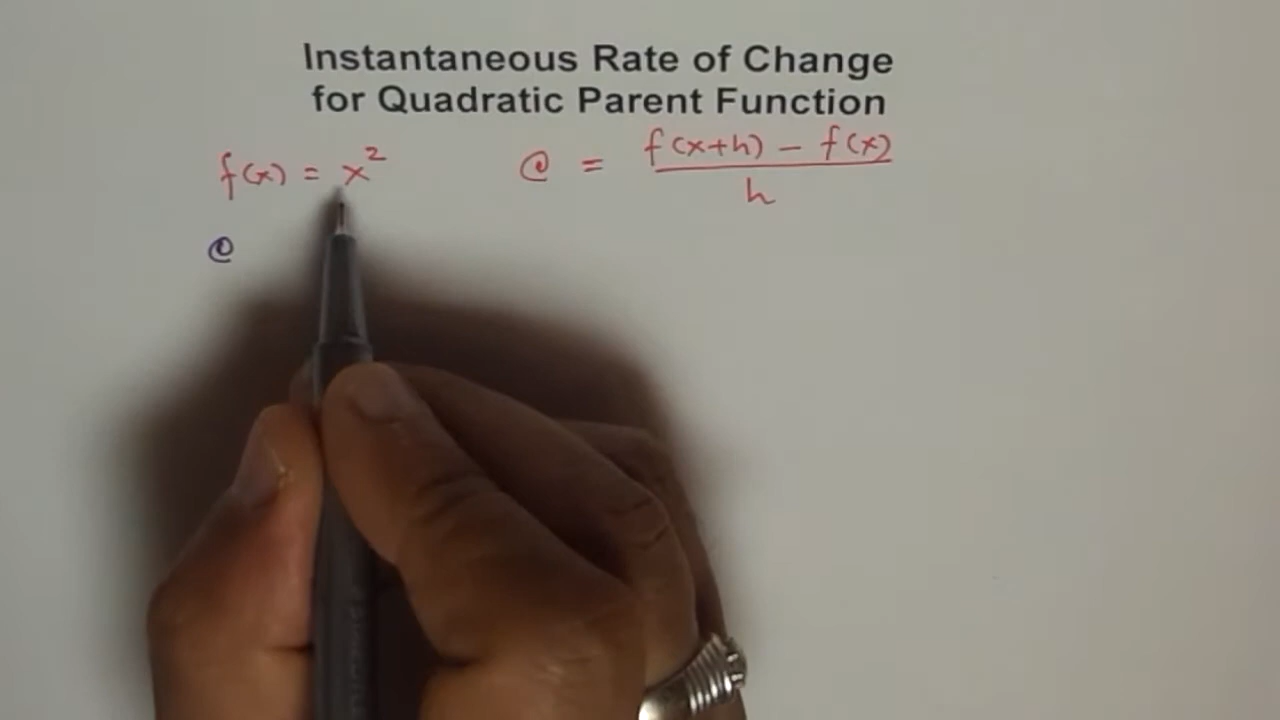 Instantaneous Rate of Change
for Quadratic Parent Function
f(x) = x² @ = f(x+h) - f(x) / h
@